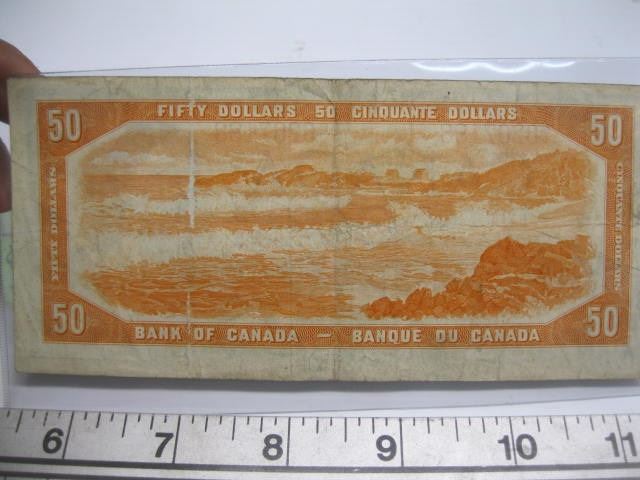 FIFTY DOLLARS 50 CINQUANTE DOLLARS
50
50
FIFTY DOLLARS
CINQUANTE DOLLARS
50
50
BANK OF CANADA — BANQUE DU CANADA
6 7 8 9 10 11